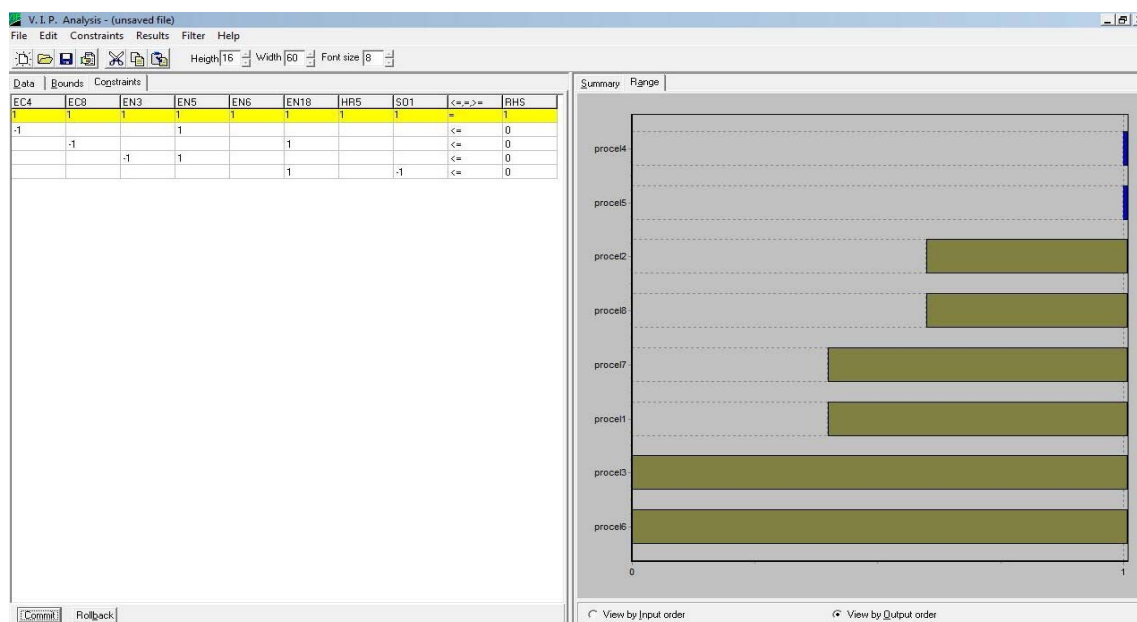 V. I. P. Analysis - (unsaved file)
File Edit Constraints Results Filter Help
Heigth 16 Width 60 Font size 8
Data Bounds Constraints
EC4 EC8 EN3 EN5 EN6 EN18 HR5 SO1 <=,=,>= RHS
1 1 1 1 1 1 1 1 = 1
-1 1 <= 0
-1 1 <= 0
-1 1 <= 0
1 -1 <= 0
Commit Rollback
Summary Range
procel4
procel5
procel2
procel8
procel7
procel1
procel3
procel6
0 1
View by Input order View by Output order